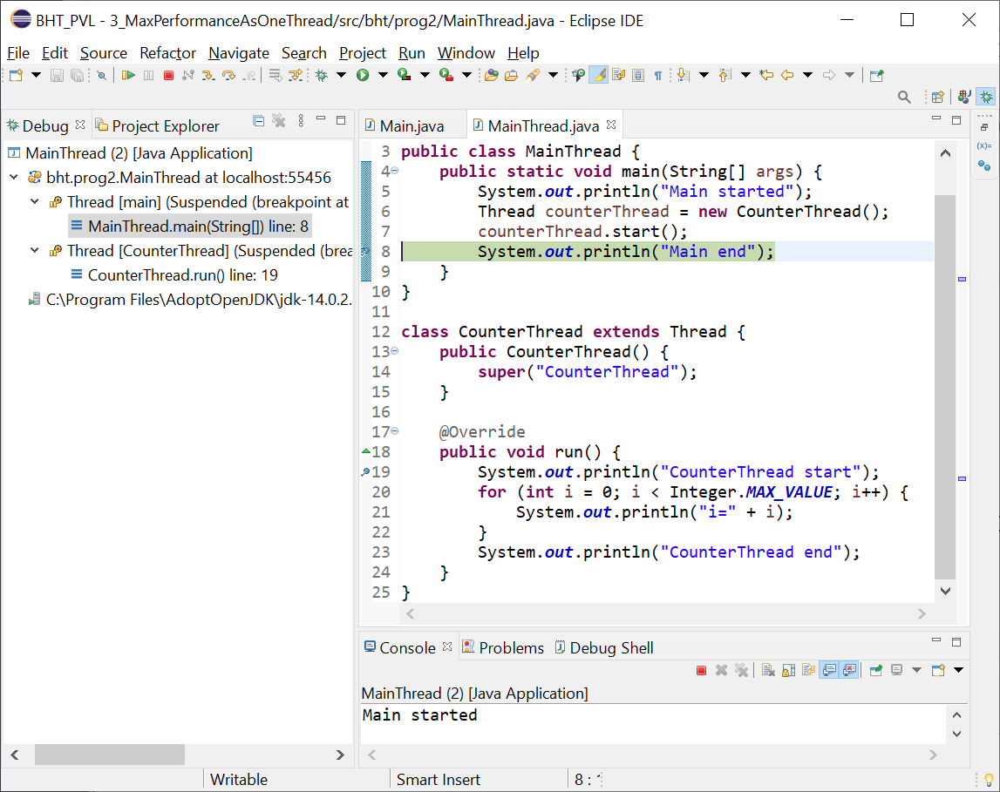 BHT_PVL - 3_MaxPerformanceAsOneThread/src/bht/prog2/MainThread.java - Eclipse IDE
File Edit Source Refactor Navigate Search Project Run Window Help
Debug Project Explorer
MainThread (2) [Java Application]
bht.prog2.MainThread at localhost:55456
Thread [main] (Suspended (breakpoint at
MainThread.main(String[]) line: 8
Thread [CounterThread] (Suspended (brea
CounterThread.run() line: 19
C:\Program Files\AdoptOpenJDK\jdk-14.0.2.
Main.java MainThread.java
3 public class MainThread {
4 public static void main(String[] args) {
5 System.out.println("Main started");
6 Thread counterThread = new CounterThread();
7 counterThread.start();
8 System.out.println("Main end");
9 }
10 }
11
12 class CounterThread extends Thread {
13 public CounterThread() {
14 super("CounterThread");
15 }
16
17 @Override
18 public void run() {
19 System.out.println("CounterThread start");
20 for (int i = 0; i < Integer.MAX_VALUE; i++) {
21 System.out.println("i=" + i);
22 }
23 System.out.println("CounterThread end");
24 }
25 }
Console Problems Debug Shell
MainThread (2) [Java Application]
Main started
Writable Smart Insert 8 :